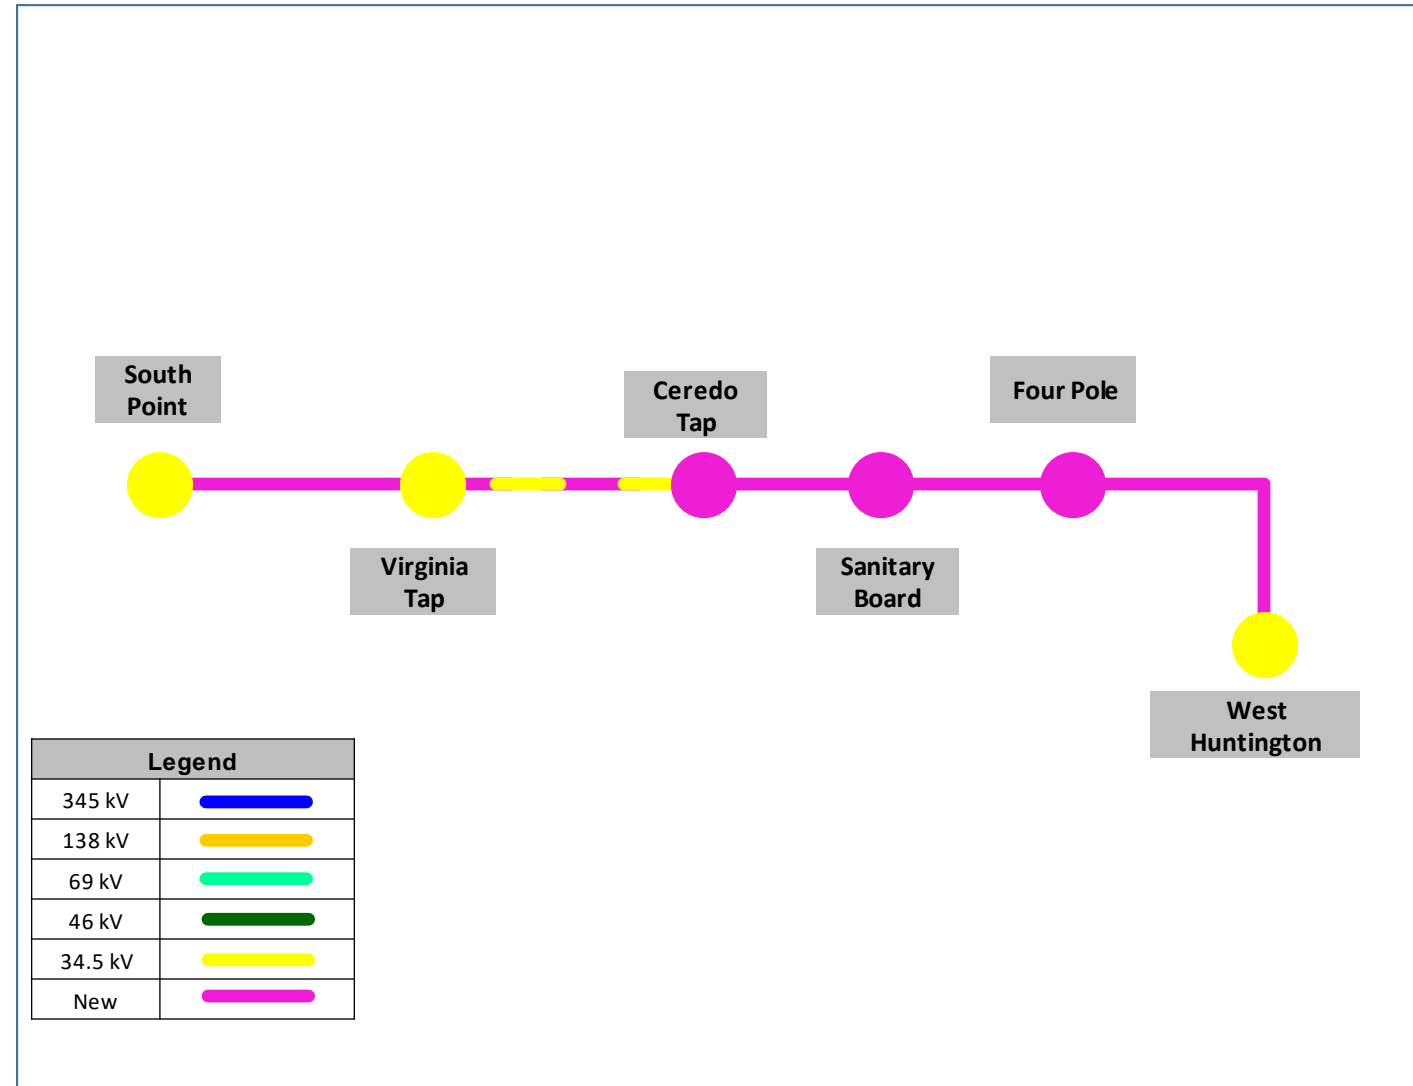 South
Point
Ceredo
Tap
Four Pole
Virginia
Tap
Sanitary
Board
West
Huntington
Legend
345 kV
138 kV
69 kV
46 kV
34.5 kV
New